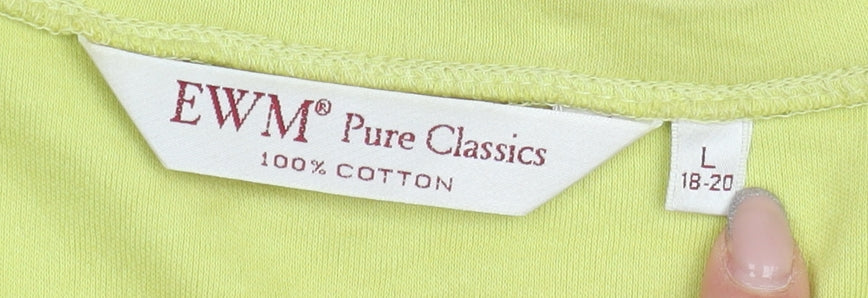 EWM® Pure Classics
100% COTTON
L
18-20